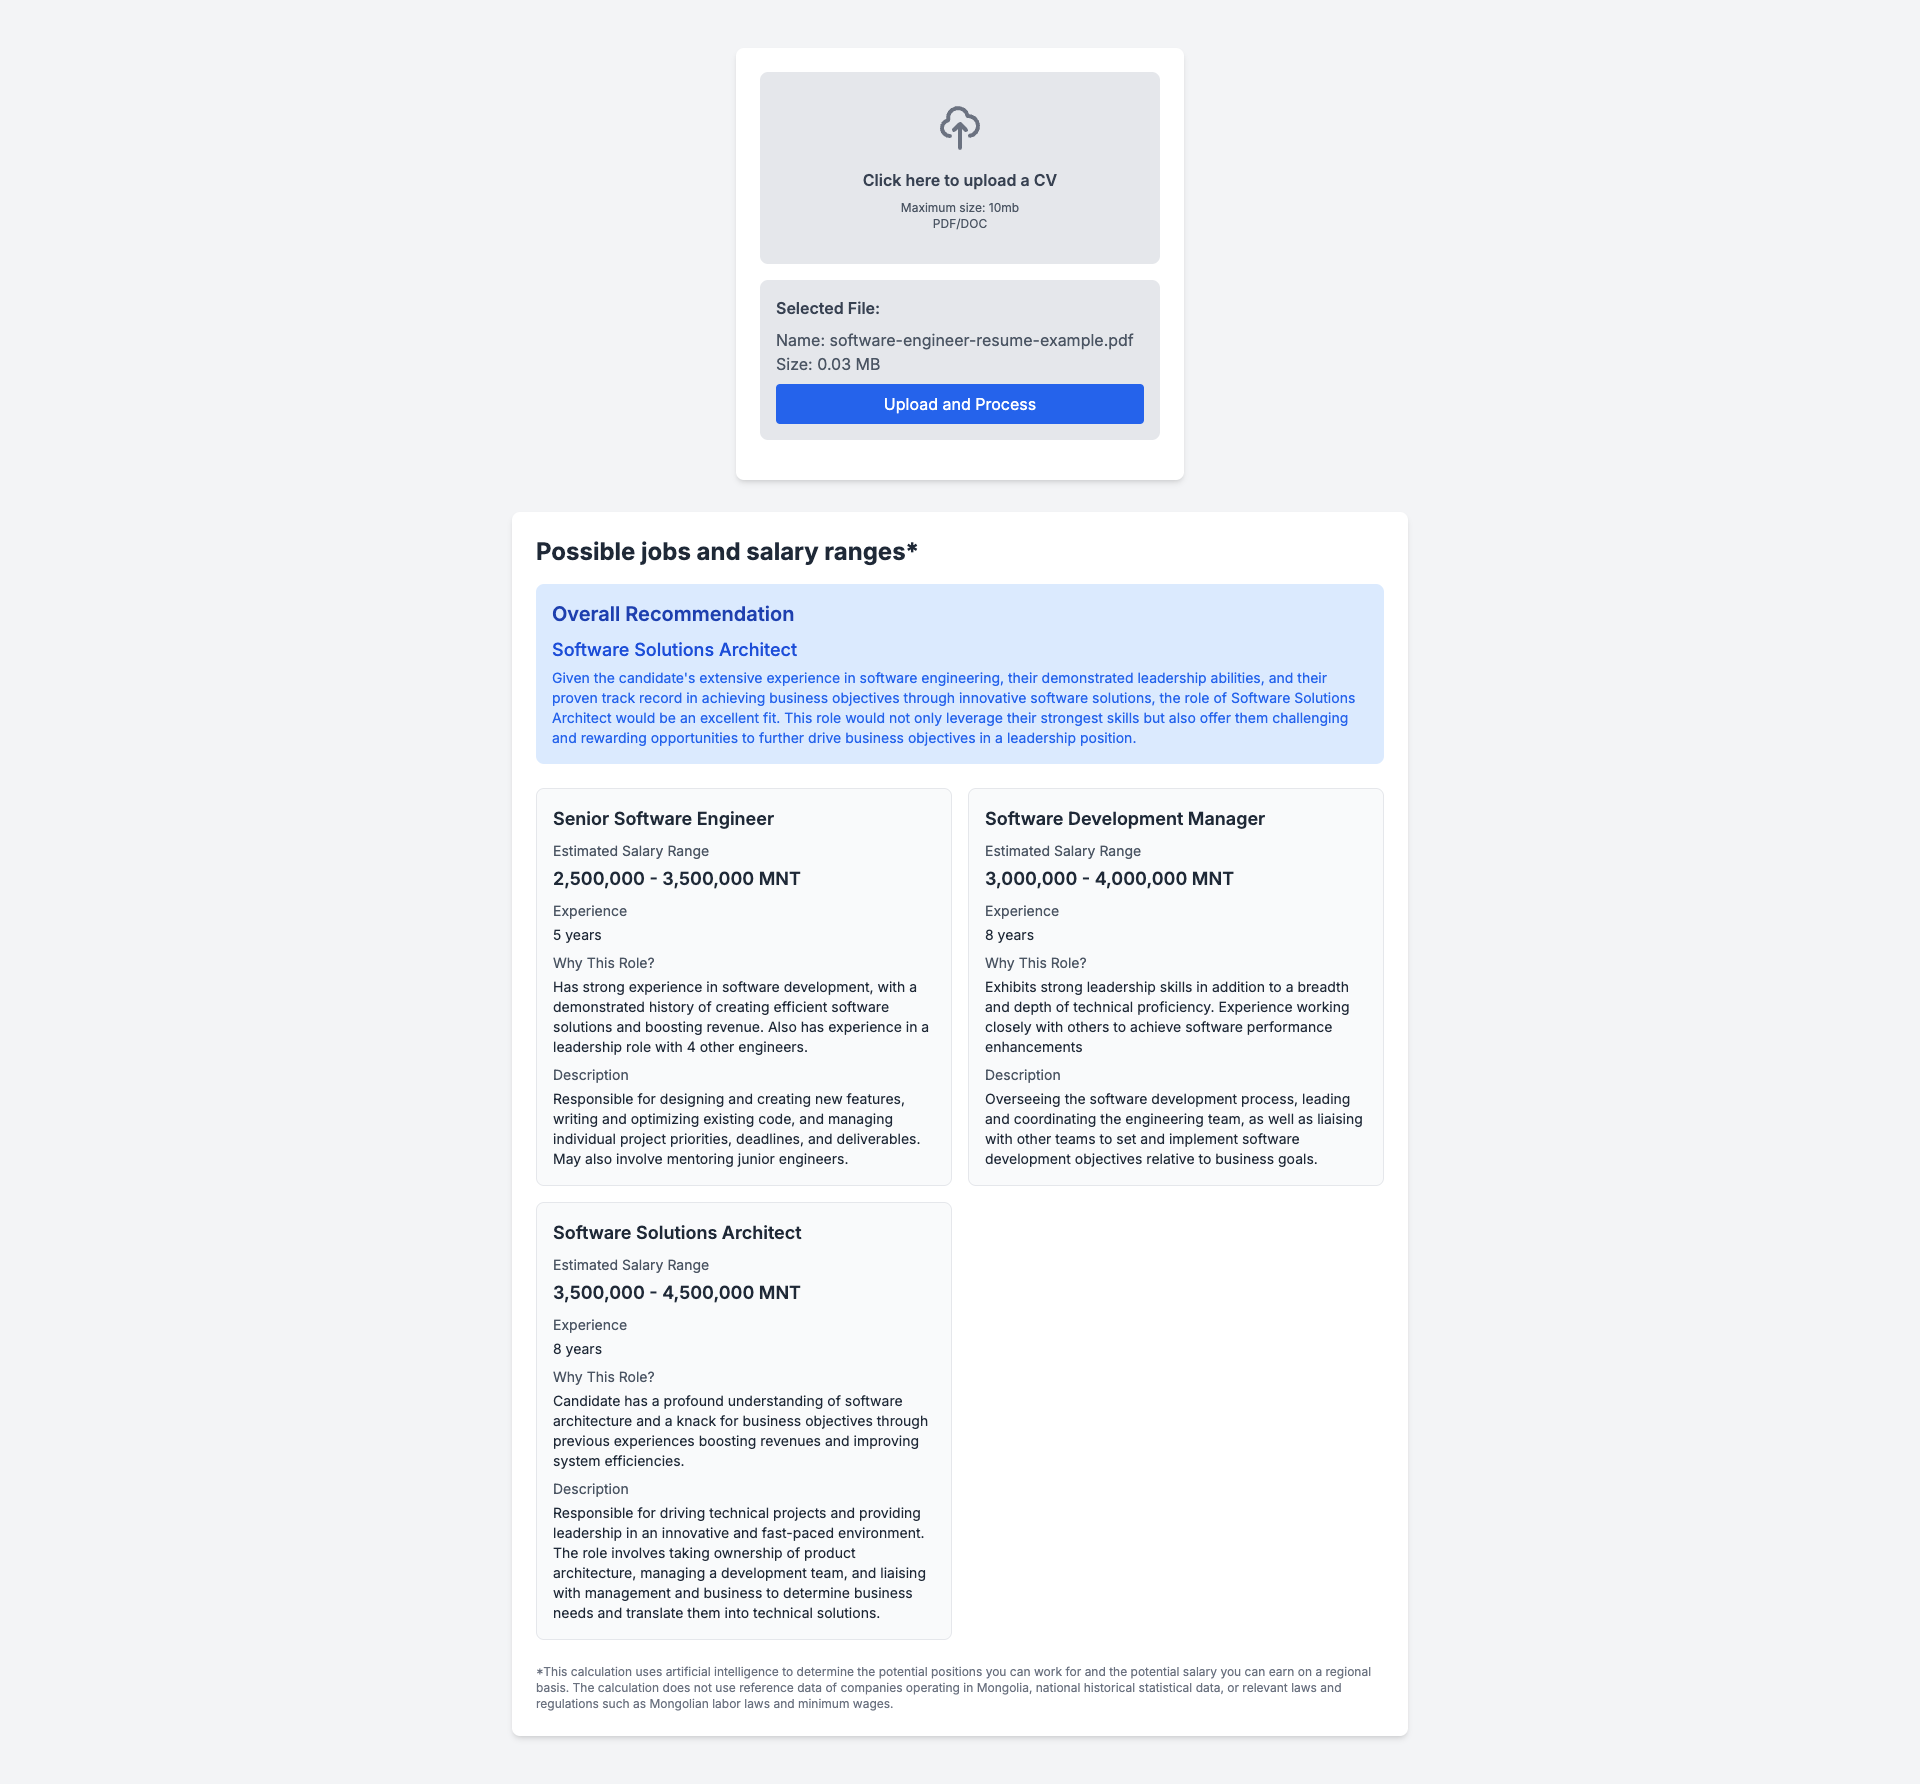 Click here to upload a CV
Maximum size: 10mb
PDF/DOC
Selected File:
Name: software-engineer-resume-example.pdf
Size: 0.03 MB
Upload and Process
Possible jobs and salary ranges*
Overall Recommendation
Software Solutions Architect
Given the candidate's extensive experience in software engineering, their demonstrated leadership abilities, and their
proven track record in achieving business objectives through innovative software solutions, the role of Software Solutions
Architect would be an excellent fit. This role would not only leverage their strongest skills but also offer them challenging
and rewarding opportunities to further drive business objectives in a leadership position.
Senior Software Engineer
Estimated Salary Range
2,500,000 - 3,500,000 MNT
Experience
5 years
Why This Role?
Has strong experience in software development, with a
demonstrated history of creating efficient software
solutions and boosting revenue. Also has experience in a
leadership role with 4 other engineers.
Description
Responsible for designing and creating new features,
writing and optimizing existing code, and managing
individual project priorities, deadlines, and deliverables.
May also involve mentoring junior engineers.
Software Development Manager
Estimated Salary Range
3,000,000 - 4,000,000 MNT
Experience
8 years
Why This Role?
Exhibits strong leadership skills in addition to a breadth
and depth of technical proficiency. Experience working
closely with others to achieve software performance
enhancements
Description
Overseeing the software development process, leading
and coordinating the engineering team, as well as liaising
with other teams to set and implement software
development objectives relative to business goals.
Software Solutions Architect
Estimated Salary Range
3,500,000 - 4,500,000 MNT
Experience
8 years
Why This Role?
Candidate has a profound understanding of software
architecture and a knack for business objectives through
previous experiences boosting revenues and improving
system efficiencies.
Description
Responsible for driving technical projects and providing
leadership in an innovative and fast-paced environment.
The role involves taking ownership of product
architecture, managing a development team, and liaising
with management and business to determine business
needs and translate them into technical solutions.
*This calculation uses artificial intelligence to determine the potential positions you can work for and the potential salary you can earn on a regional
basis. The calculation does not use reference data of companies operating in Mongolia, national historical statistical data, or relevant laws and
regulations such as Mongolian labor laws and minimum wages.